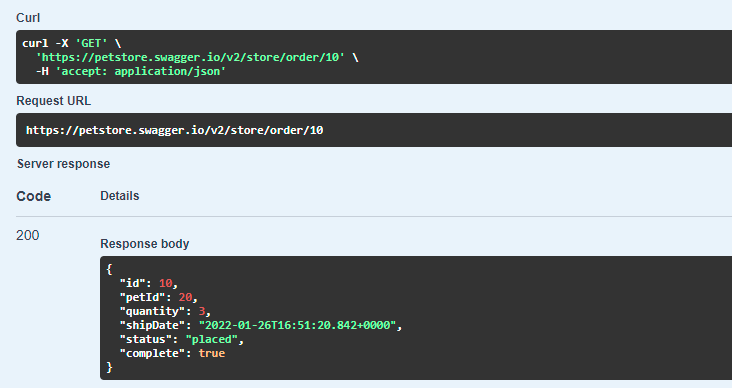 Curl
curl -X 'GET' \
  'https://petstore.swagger.io/v2/store/order/10' \
  -H 'accept: application/json'
Request URL
https://petstore.swagger.io/v2/store/order/10
Server response
Code Details
200
Response body
{
  "id": 10,
  "petId": 20,
  "quantity": 3,
  "shipDate": "2022-01-26T16:51:20.842+0000",
  "status": "placed",
  "complete": true
}